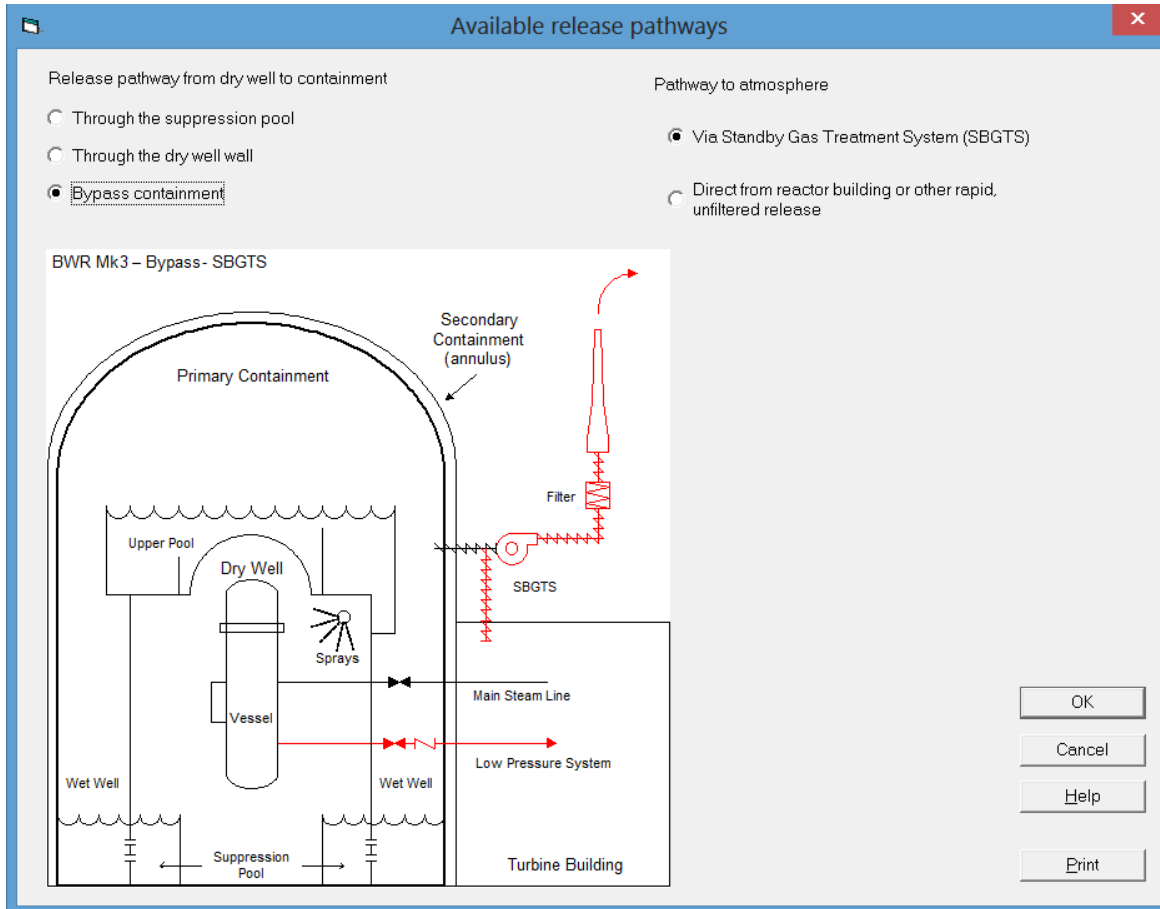 Available release pathways
Release pathway from dry well to containment
Through the suppression pool
Through the dry well wall
Bypass containment
Pathway to atmosphere
Via Standby Gas Treatment System (SBGTS)
Direct from reactor building or other rapid,
unfiltered release
BWR Mk3 – Bypass- SBGTS
Secondary
Containment
(annulus)
Primary Containment
Filter
Upper Pool
Dry Well
SBGTS
Sprays
Main Steam Line
Vessel
Low Pressure System
Wet Well
Wet Well
Suppression
Pool
Turbine Building
OK
Cancel
Help
Print